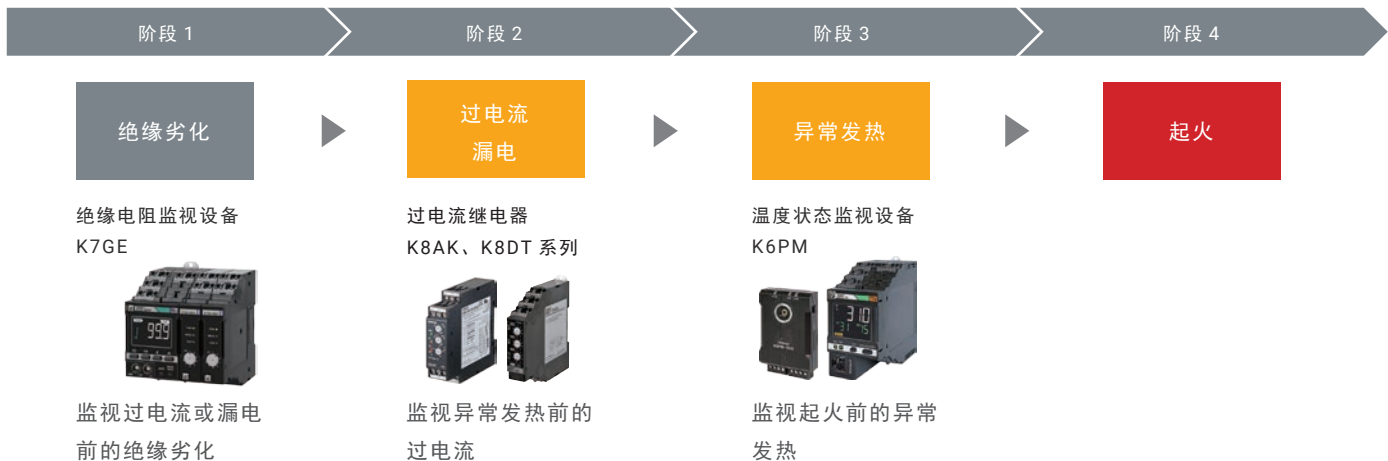 阶段 1
阶段 2
阶段 3
阶段 4
绝缘劣化
过电流
漏电
异常发热
起火
绝缘电阻监视设备
K7GE
过电流继电器
K8AK、K8DT 系列
温度状态监视设备
K6PM
999
310
31
15
监视过电流或漏电
前的绝缘劣化
监视异常发热前的
过电流
监视起火前的异常
发热